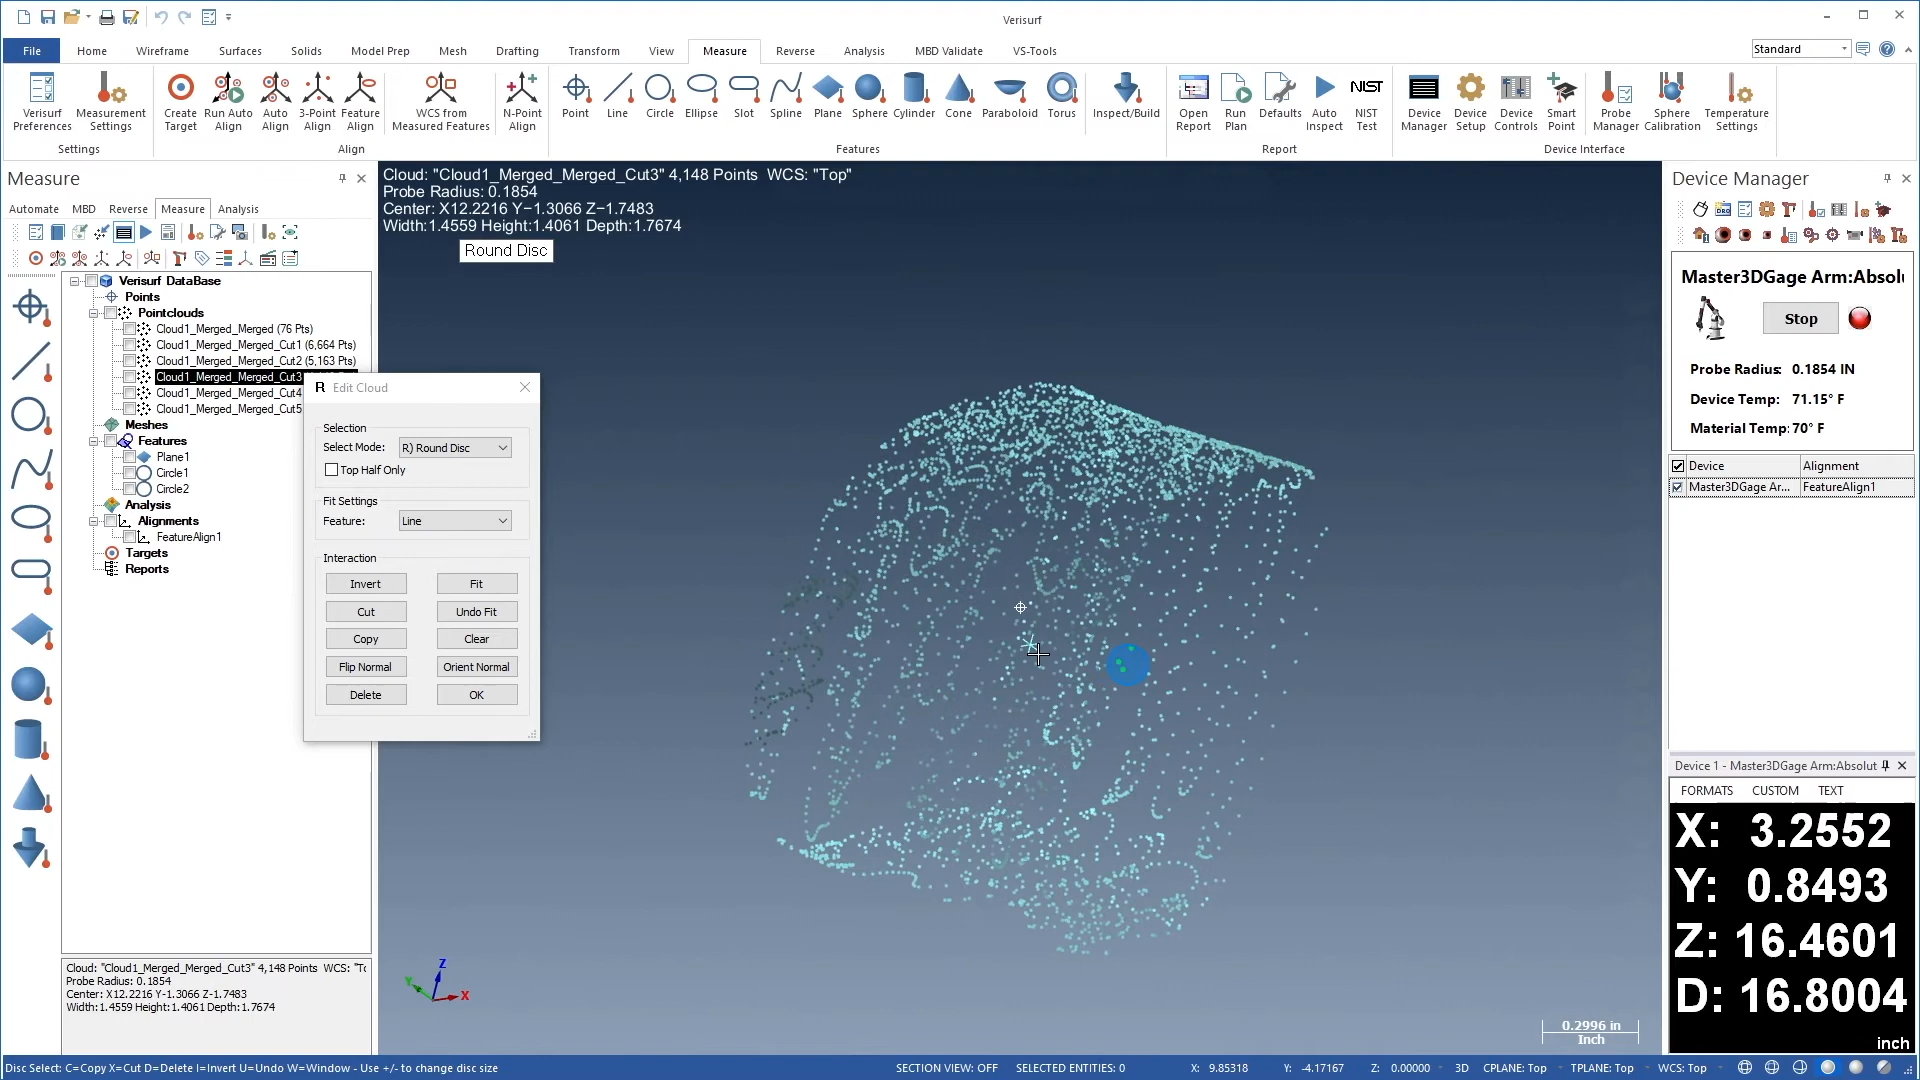 Verisurf
File Home Wireframe Surfaces Solids Model Prep Mesh Drafting Transform View Measure Reverse Analysis MBD Validate VS-Tools
Standard
Verisurf Preferences
Measurement Settings
Create Target
Run Auto Align
Auto Align
3-Point Align
Feature Align
WCS from Measured Features
N-Point Align
Point Line Circle Ellipse Slot Spline Plane Sphere Cylinder Cone Paraboloid Torus
Inspect/Build
Open Report
Run Plan
Defaults
Auto Inspect
NIST
NIST Test
Device Manager
Device Setup
Device Controls
Smart Point
Probe Manager
Sphere Calibration
Temperature Settings
Settings Align Features Report Device Interface
Measure
Automate MBD Reverse Measure Analysis
Verisurf DataBase
Points
Pointclouds
Cloud1_Merged_Merged (76 Pts)
Cloud1_Merged_Merged_Cut1 (6,664 Pts)
Cloud1_Merged_Merged_Cut2 (5,163 Pts)
Cloud1_Merged_Merged_Cut3
Cloud1_Merged_Merged_Cut4
Cloud1_Merged_Merged_Cut5
Meshes
Features
Plane1
Circle1
Circle2
Analysis
Alignments
FeatureAlign1
Targets
Reports
Cloud: "Cloud1_Merged_Merged_Cut3" 4,148 Points WCS: "To
Probe Radius: 0.1854
Center: X12.2216 Y-1.3066 Z-1.7483
Width:1.4559 Height:1.4061 Depth:1.7674
R Edit Cloud
Selection
Select Mode: R) Round Disc
Top Half Only
Fit Settings
Feature: Line
Interaction
Invert Fit
Cut Undo Fit
Copy Clear
Flip Normal Orient Normal
Delete OK
Cloud: "Cloud1_Merged_Merged_Cut3" 4,148 Points WCS: "Top"
Probe Radius: 0.1854
Center: X12.2216 Y-1.3066 Z-1.7483
Width:1.4559 Height:1.4061 Depth:1.7674
Round Disc
Z
Y
X
0.2996 in
Inch
Device Manager
Master3DGage Arm:Absolu
Stop
Probe Radius: 0.1854 IN
Device Temp: 71.15° F
Material Temp: 70° F
Device Alignment
Master3DGage Ar... FeatureAlign1
Device 1 - Master3DGage Arm:Absolut
FORMATS CUSTOM TEXT
X: 3.2552
Y: 0.8493
Z: 16.4601
D: 16.8004
inch
Disc Select: C=Copy X=Cut D=Delete I=Invert U=Undo W=Window - Use +/- to change disc size
SECTION VIEW: OFF SELECTED ENTITIES: 0 X: 9.85318 Y: -4.17167 Z: 0.00000 3D CPLANE: Top TPLANE: Top WCS: Top